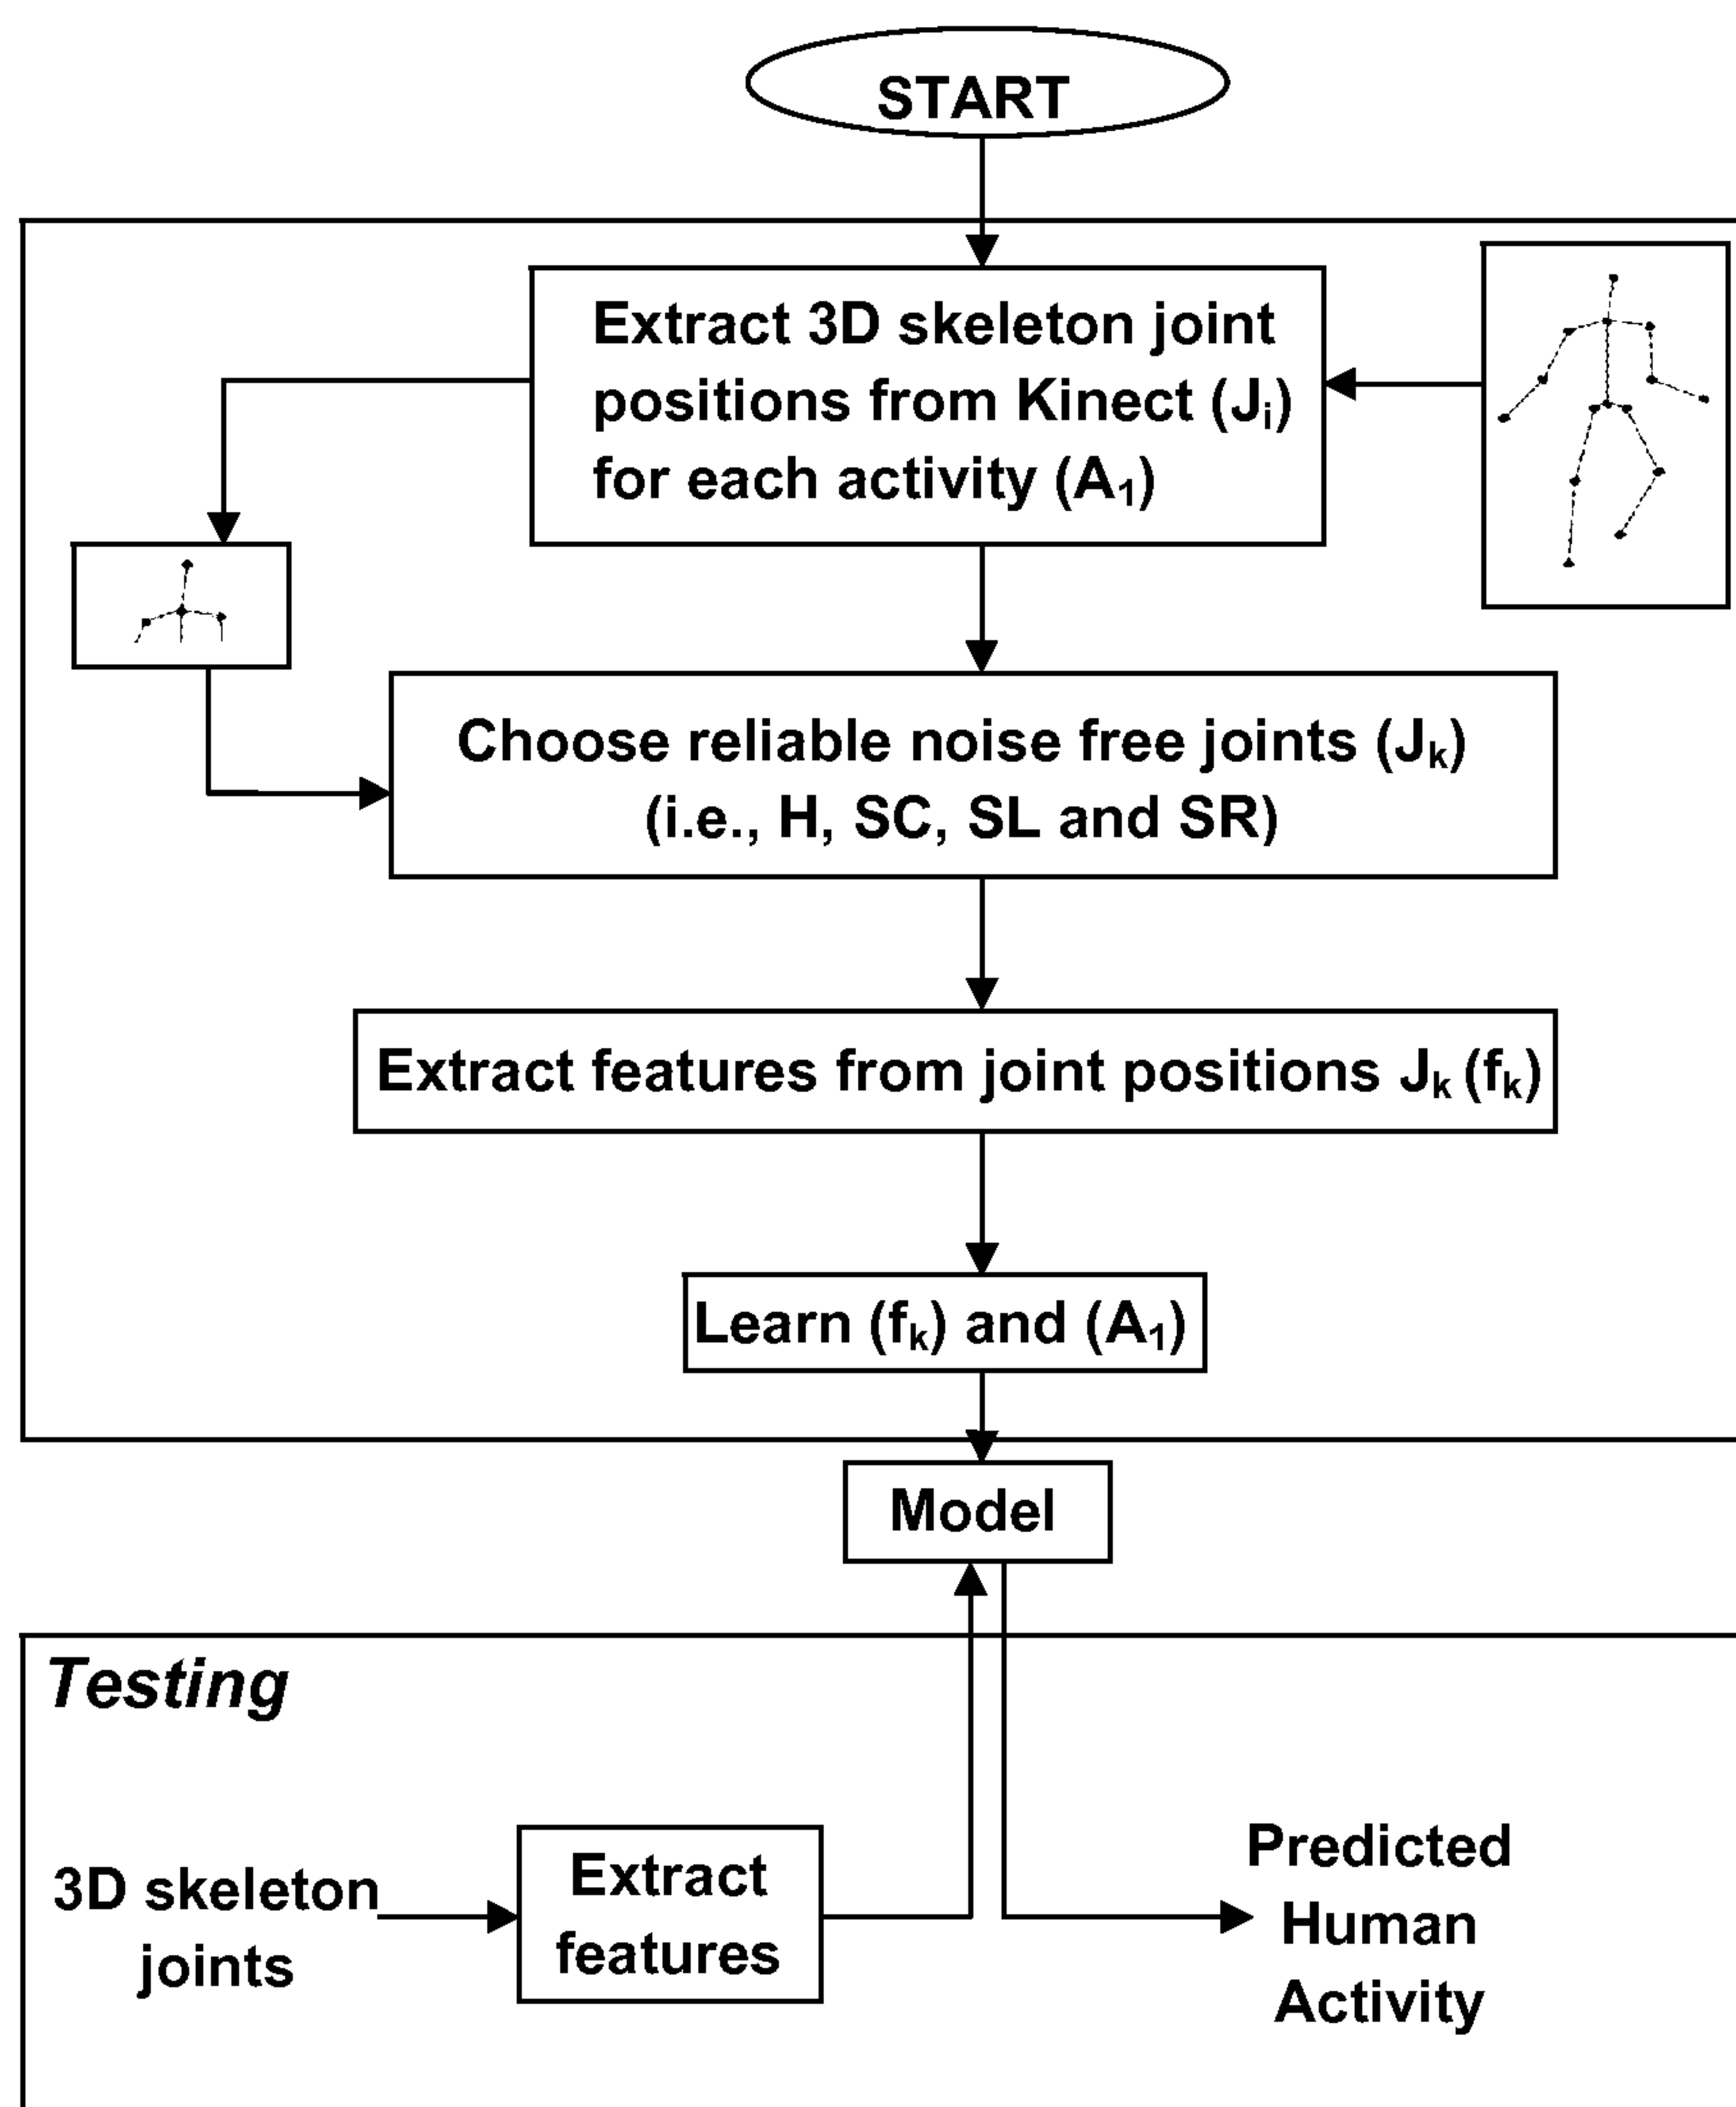 START
Extract 3D skeleton joint
positions from Kinect (Jᵢ)
for each activity (A₁)
Choose reliable noise free joints (Jₖ)
(i.e., H, SC, SL and SR)
Extract features from joint positions Jₖ (fₖ)
Learn (fₖ) and (A₁)
Model
Testing
3D skeleton
joints
Extract
features
Predicted
Human
Activity